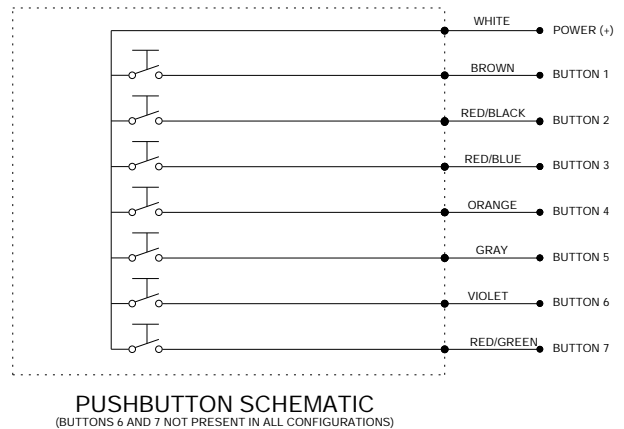 WHITE POWER (+)
BROWN BUTTON 1
RED/BLACK BUTTON 2
RED/BLUE BUTTON 3
ORANGE BUTTON 4
GRAY BUTTON 5
VIOLET BUTTON 6
RED/GREEN BUTTON 7
PUSHBUTTON SCHEMATIC
(BUTTONS 6 AND 7 NOT PRESENT IN ALL CONFIGURATIONS)